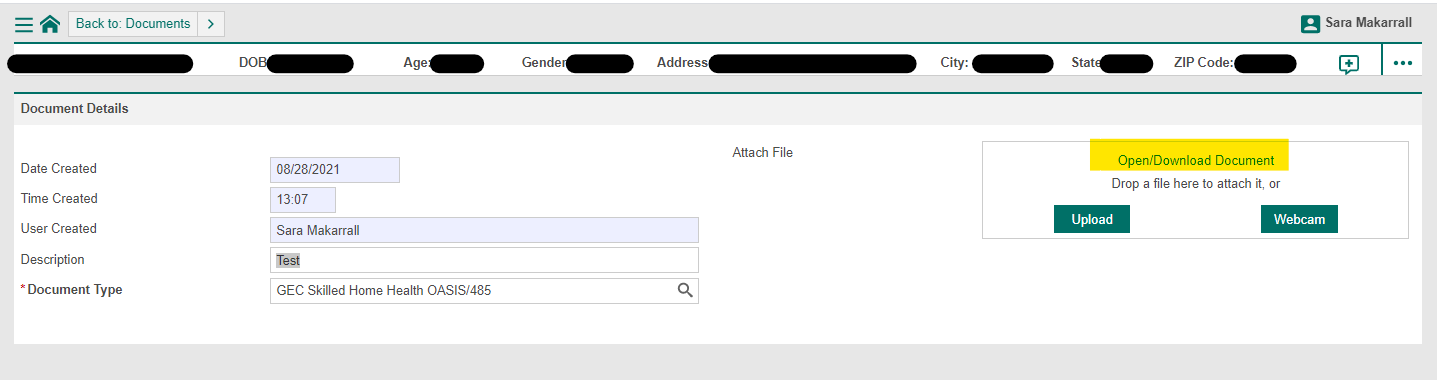 Back to: Documents >
Sara Makarrall
DOB Age: Gender Address City: State ZIP Code:
Document Details
Attach File
Open/Download Document
Drop a file here to attach it, or
Upload Webcam
Date Created 08/28/2021
Time Created 13:07
User Created Sara Makarrall
Description Test
*Document Type GEC Skilled Home Health OASIS/485